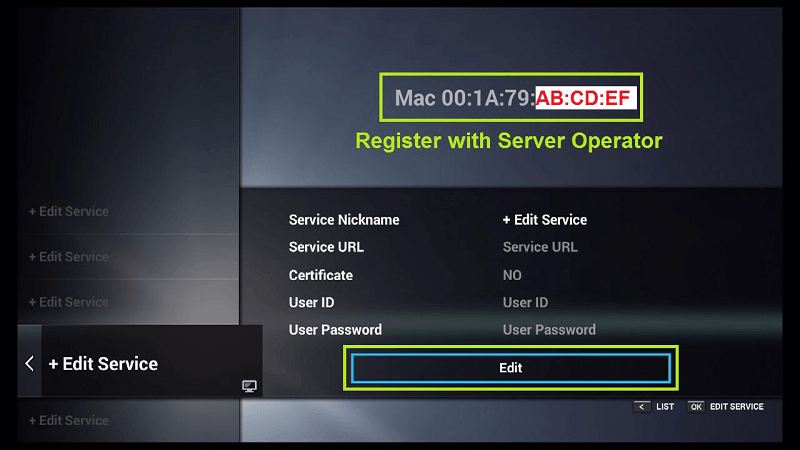 Mac 00:1A:79:AB:CD:EF
Register with Server Operator
+ Edit Service
+ Edit Service
+ Edit Service
+ Edit Service
+ Edit Service
Service Nickname + Edit Service
Service URL Service URL
Certificate NO
User ID User ID
User Password User Password
Edit
< LIST OK EDIT SERVICE